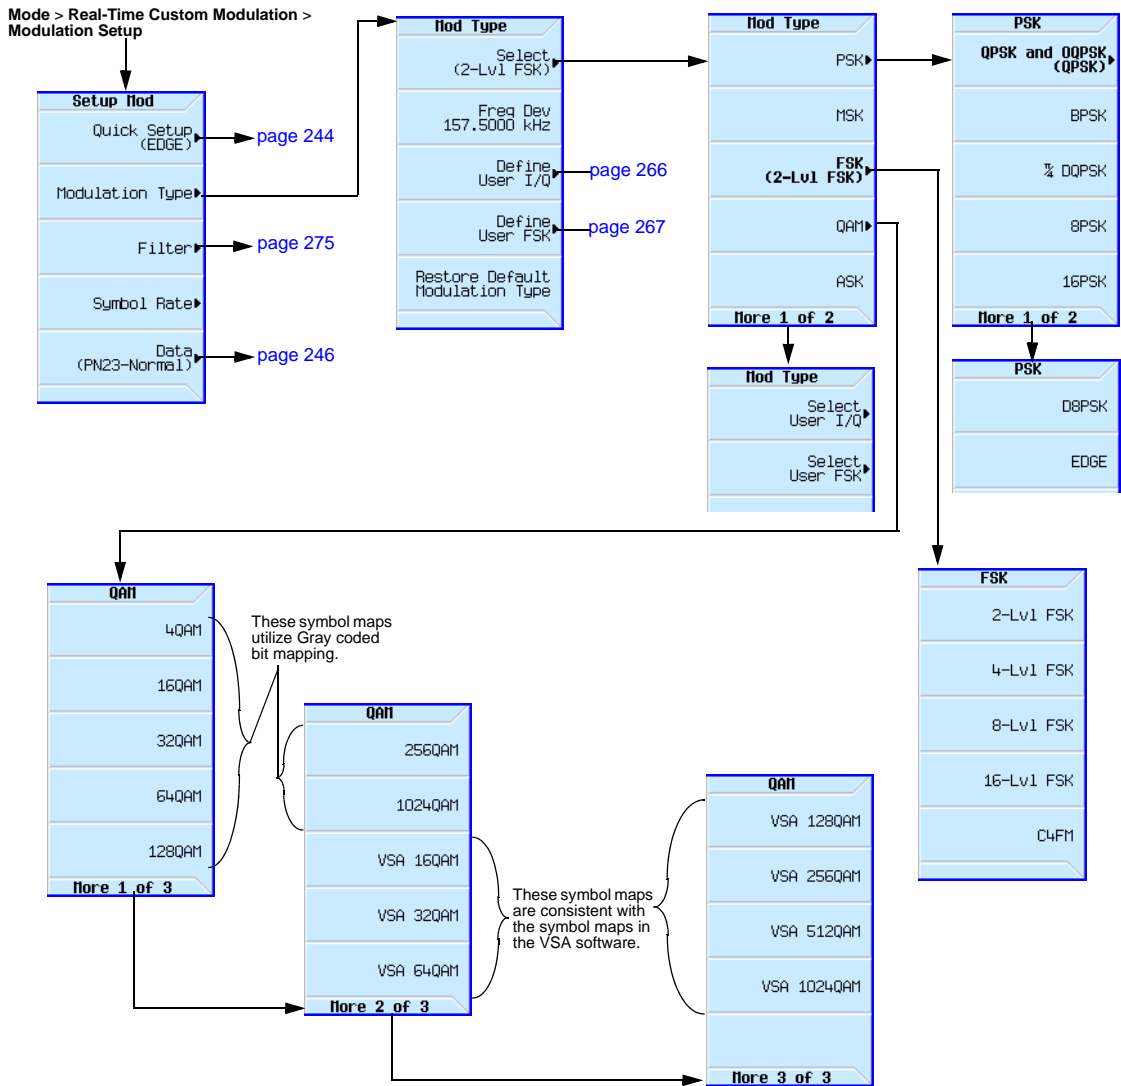 Mode > Real-Time Custom Modulation >
Modulation Setup
Setup Mod
Quick Setup
(EDGE)
page 244
Modulation Type
Filter
page 275
Symbol Rate
Data
(PN23-Normal)
page 246
Mod Type
Select
(2-Lvl FSK)
Freq Dev
157.5000 kHz
Define
User I/Q
page 266
Define
User FSK
page 267
Restore Default
Modulation Type
Mod Type
PSK
MSK
FSK
(2-Lvl FSK)
QAM
ASK
More 1 of 2
Mod Type
Select
User I/Q
Select
User FSK
PSK
QPSK and OQPSK
(QPSK)
BPSK
π/4 DQPSK
8PSK
16PSK
More 1 of 2
PSK
D8PSK
EDGE
QAM
4QAM
16QAM
32QAM
64QAM
128QAM
More 1 of 3
These symbol maps
utilize Gray coded
bit mapping.
QAM
256QAM
1024QAM
VSA 16QAM
VSA 32QAM
VSA 64QAM
More 2 of 3
These symbol maps
are consistent with
the symbol maps in
the VSA software.
QAM
VSA 128QAM
VSA 256QAM
VSA 512QAM
VSA 1024QAM
More 3 of 3
FSK
2-Lvl FSK
4-Lvl FSK
8-Lvl FSK
16-Lvl FSK
C4FM